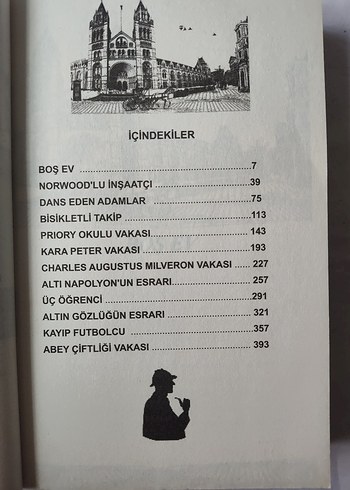 İÇİNDEKİLER
BOŞ EV ..........................................................7
NORWOOD'LU İNŞAATÇI ..............................39
DANS EDEN ADAMLAR ................................75
BİSİKLETLİ TAKİP ..........................................113
PRIORY OKULU VAKASI.................................143
KARA PETER VAKASI.....................................193
CHARLES AUGUSTUS MILVERON VAKASI ...... 227
ALTI NAPOLYON'UN ESRARI.......................... 257
ÜÇ ÖĞRENCİ ..................................................291
ALTIN GÖZLÜĞÜN ESRARI ............................. 321
KAYIP FUTBOLCU ...........................................357
ABEY ÇİFTLİĞİ VAKASI .................................. 393